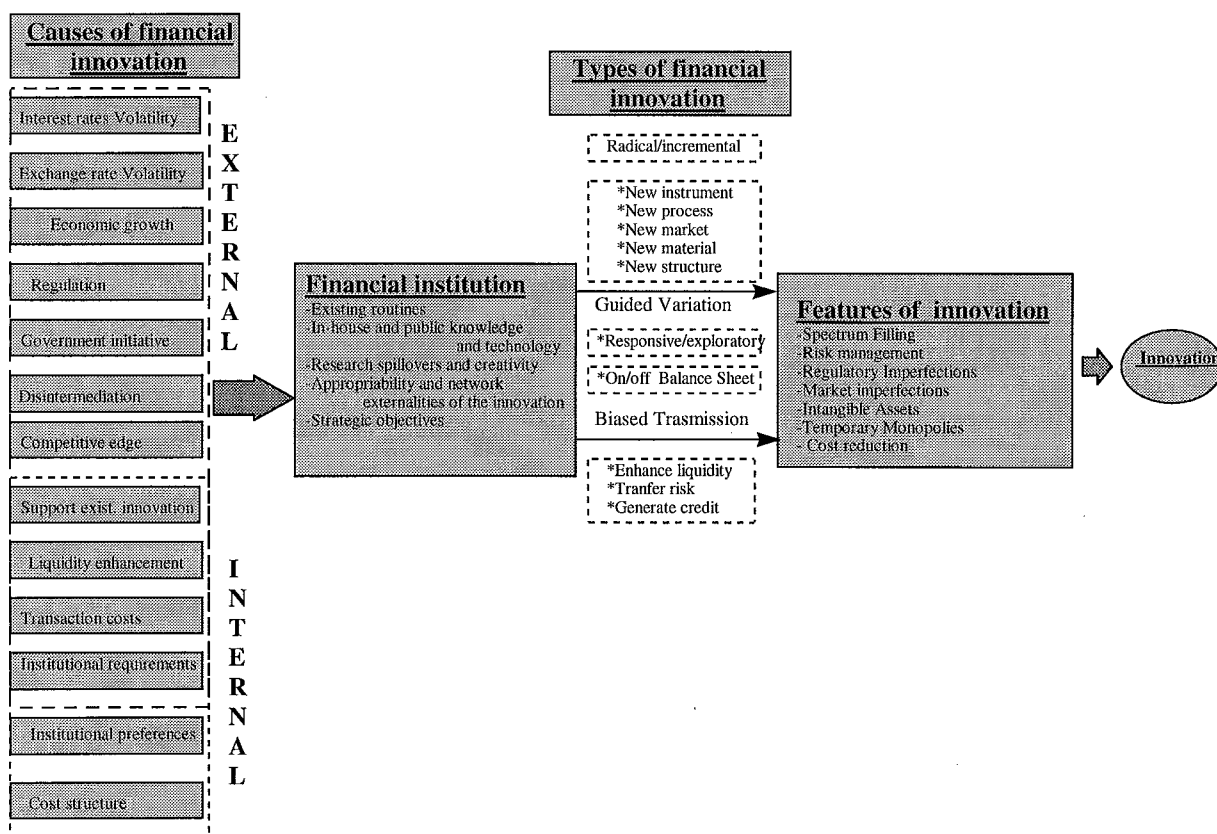 Causes of financial
innovation
Interest rates Volatility
Exchange rate Volatility
Economic growth
Regulation
Government initiative
Disintermediation
Competitive edge
EXTERNAL
Support exist. innovation
Liquidity enhancement
Transaction costs
Institutional requirements
Institutional preferences
Cost structure
INTERNAL
Financial institution
-Existing routines
-In-house and public knowledge
and technology
-Research spillovers and creativity
-Appropriability and network
externalities of the innovation
-Strategic objectives
Types of financial
innovation
Radical/incremental
*New instrument
*New process
*New market
*New material
*New structure
Guided Variation
*Responsive/exploratory
*On/off Balance Sheet
Biased Trasmission
*Enhance liquidity
*Tranfer risk
*Generate credit
Features of innovation
-Spectrum Filling
-Risk management
-Regulatory Imperfections
-Market imperfections
-Intangible Assets
-Temporary Monopolies
- Cost reduction
Innovation